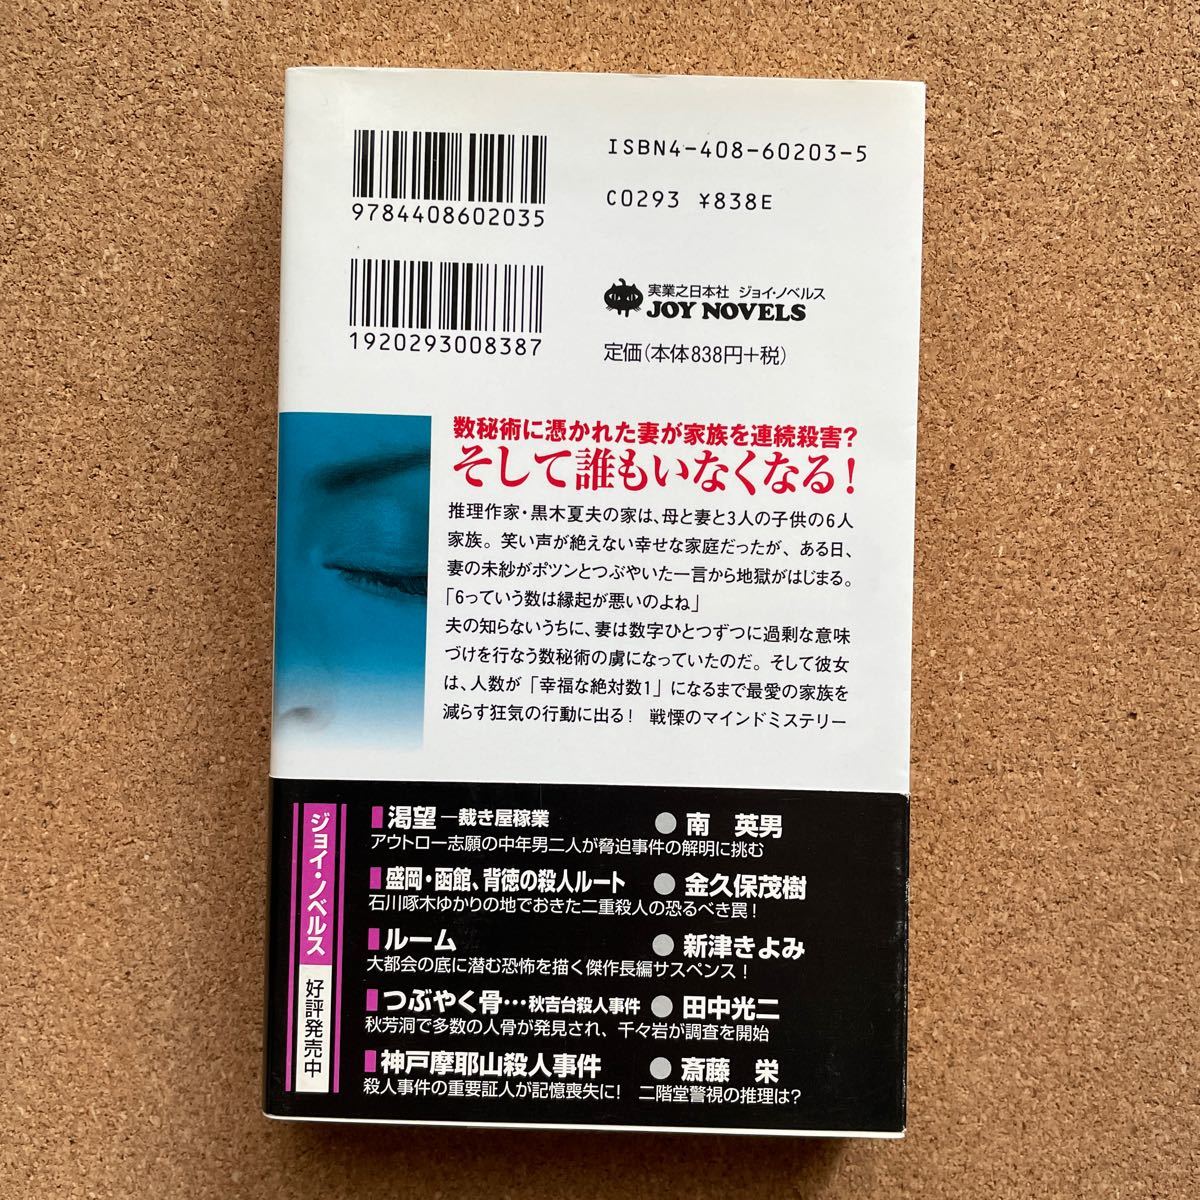 ISBN4-408-60203-5
C0293 ¥838E
9784408602035
1920293008387
実業之日本社 ジョイ・ノベルス
JOY NOVELS
定価(本体838円+税)
数秘術に憑かれた妻が家族を連続殺害?
そして誰もいなくなる!
推理作家・黒木夏夫の家は、母と妻と3人の子供の6人
家族。笑い声が絶えない幸せな家庭だったが、ある日、
妻の未紗がポツンとつぶやいた一言から地獄がはじまる。
「6っていう数は縁起が悪いのよね」
夫の知らないうちに、妻は数字ひとつずつに過剰な意味
づけを行なう数秘術の虜になっていたのだ。そして彼女
は、人数が「幸福な絶対数1」になるまで最愛の家族を
減らす狂気の行動に出る! 戦慄のマインドミステリー
ジョイ・ノベルス 好評発売中
渇望―裁き屋稼業 ●南 英男
アウトロー志願の中年男二人が脅迫事件の解明に挑む
盛岡・函館、背徳の殺人ルート ●金久保茂樹
石川啄木ゆかりの地でおきた二重殺人の恐るべき罠!
ルーム ●新津きよみ
大都会の底に潜む恐怖を描く傑作長編サスペンス!
つぶやく骨…秋吉台殺人事件 ●田中光二
秋芳洞で多数の人骨が発見され、千々岩が調査を開始
神戸摩耶山殺人事件 ●斎藤 栄
殺人事件の重要証人が記憶喪失に! 二階堂警視の推理は?